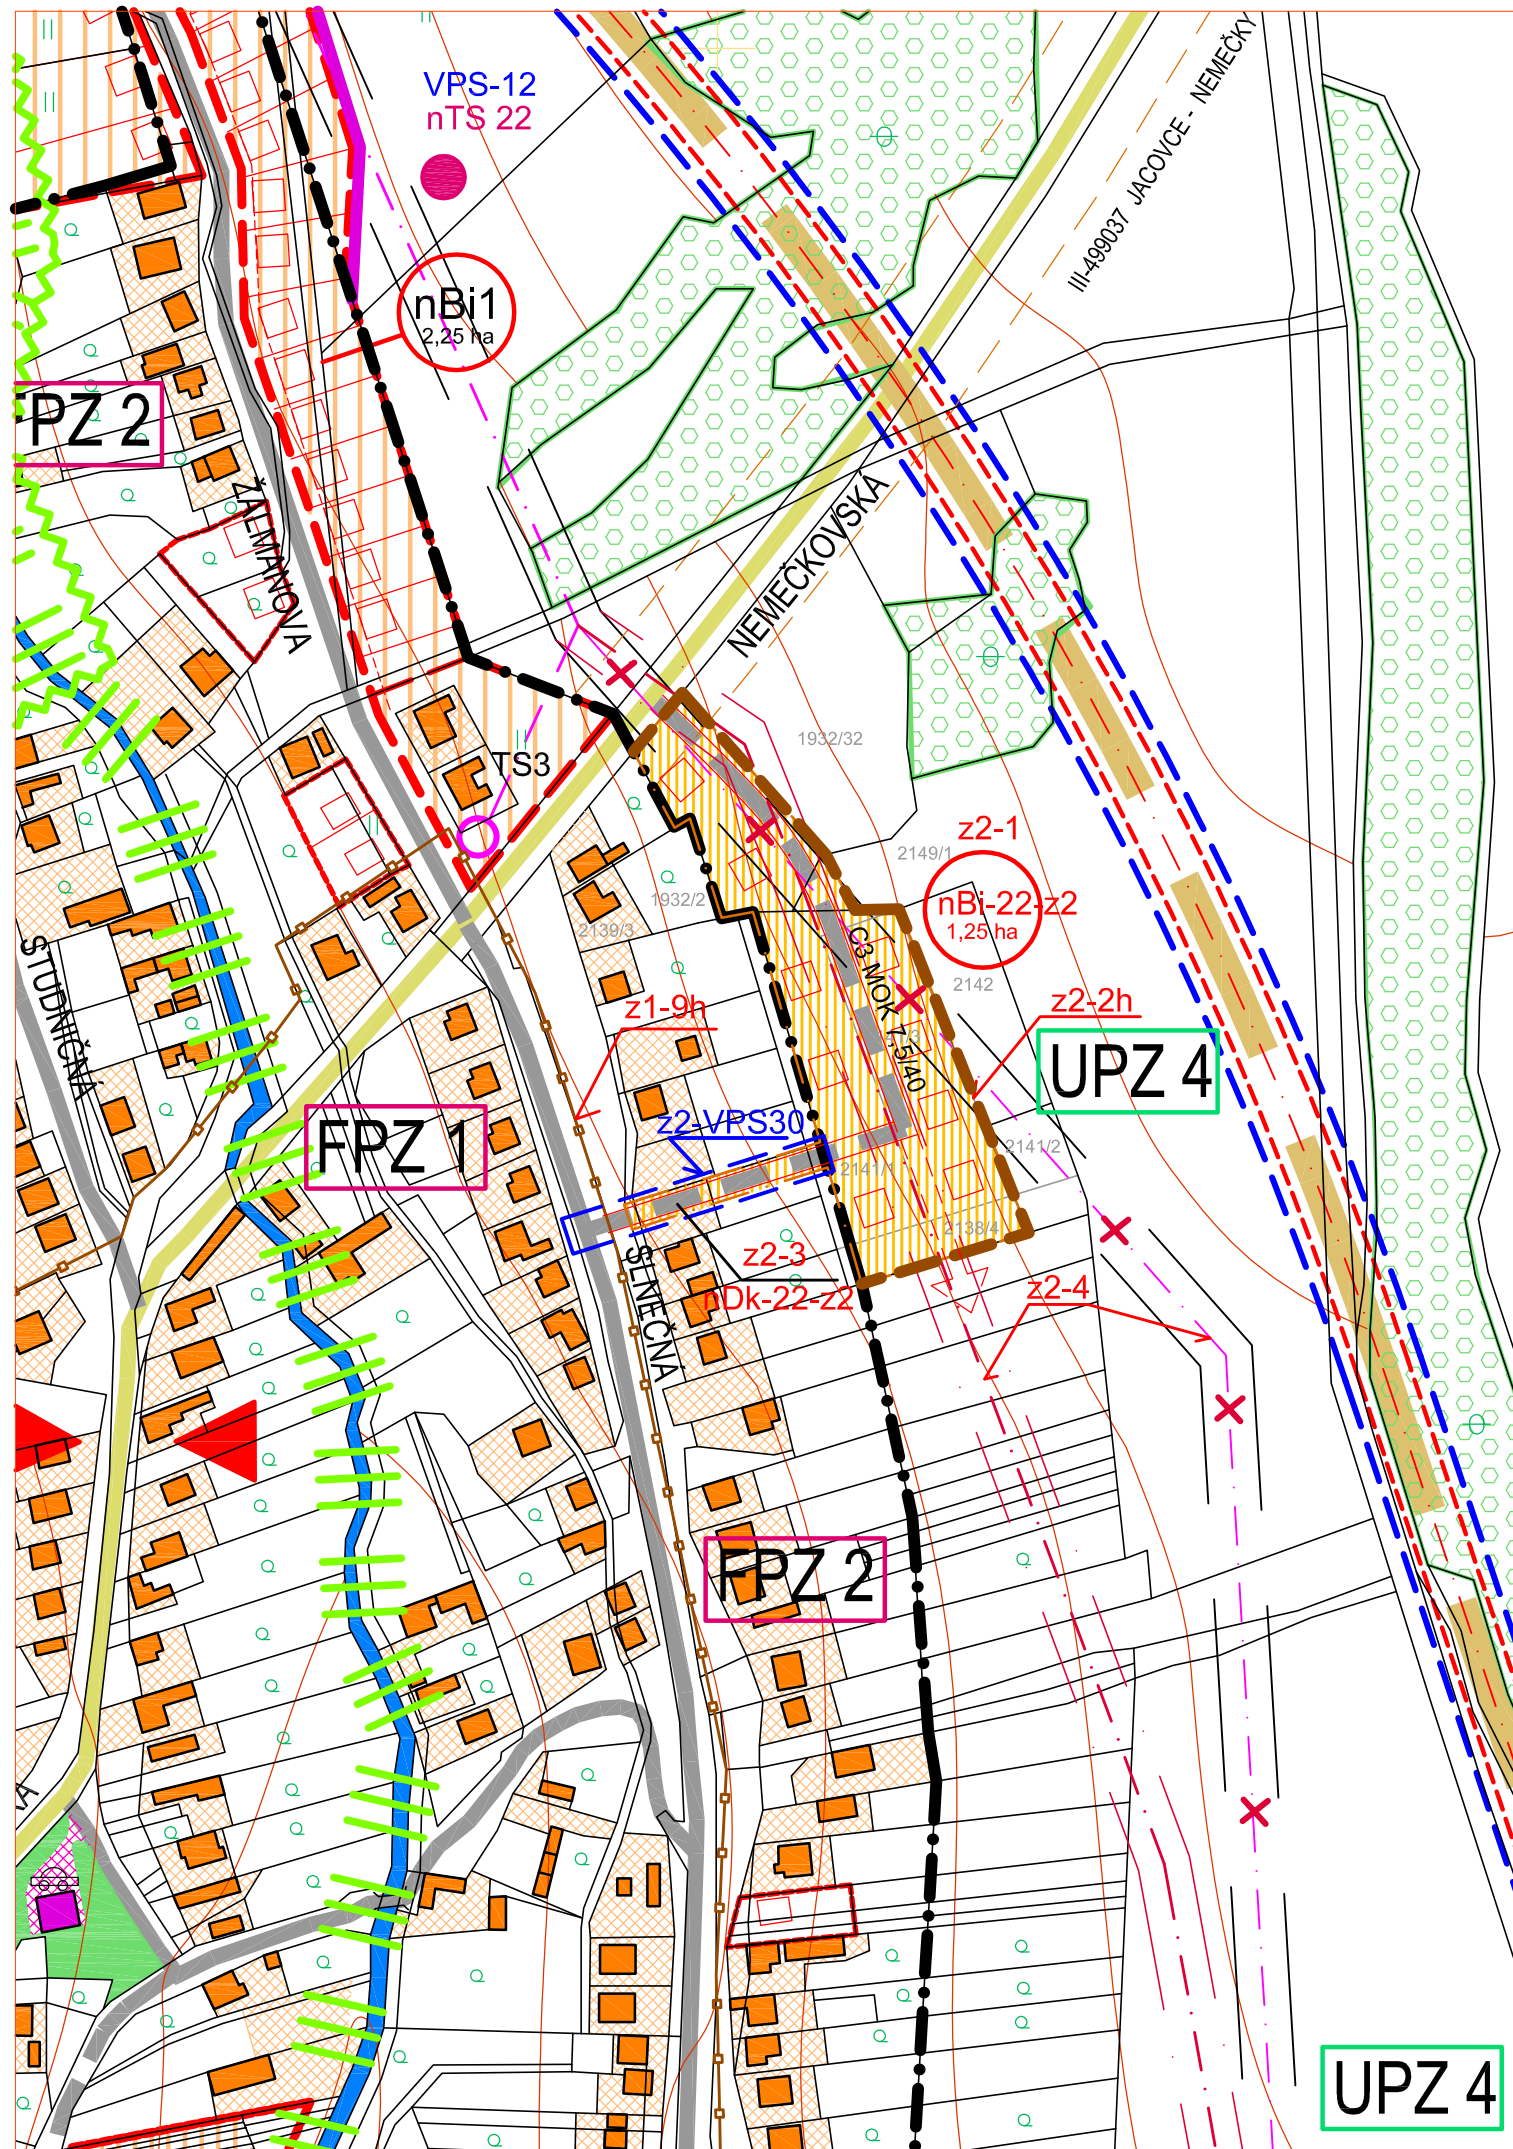 VPS-12
nTS 22
III-499037 JACOVCE - NEMEČKY
nBi1
2,25 ha
FPZ 2
ŽALMANOVA
NEMEČKOVSKÁ
TS3
1932/32
z2-1
2149/1
nBi-22-z2
1,25 ha
1932/2
2139/3
C3 MOK 7,5/40
2142
STUDNIČNÁ
z1-9h
z2-2h
UPZ 4
FPZ 1
z2-VPS30
2141/2
2141/1
2138/4
z2-3
nDk-22-z2
SLNEČNÁ
z2-4
FPZ 2
UPZ 4